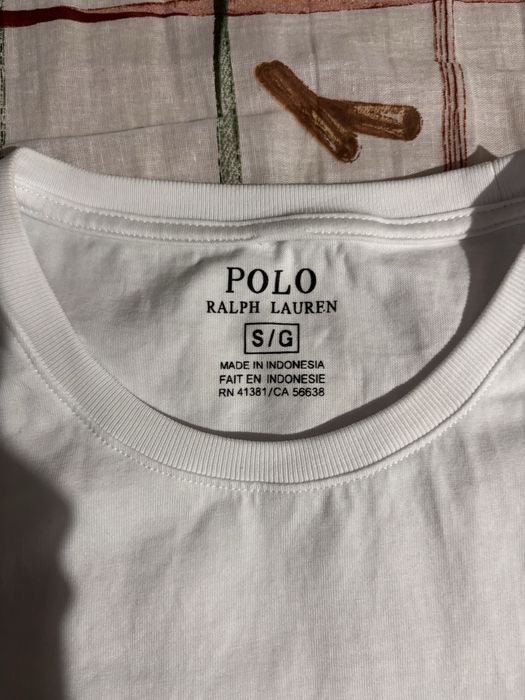 POLO
RALPH LAUREN
S/G
MADE IN INDONESIA
FAIT EN INDONESIE
RN 41381/CA 56638